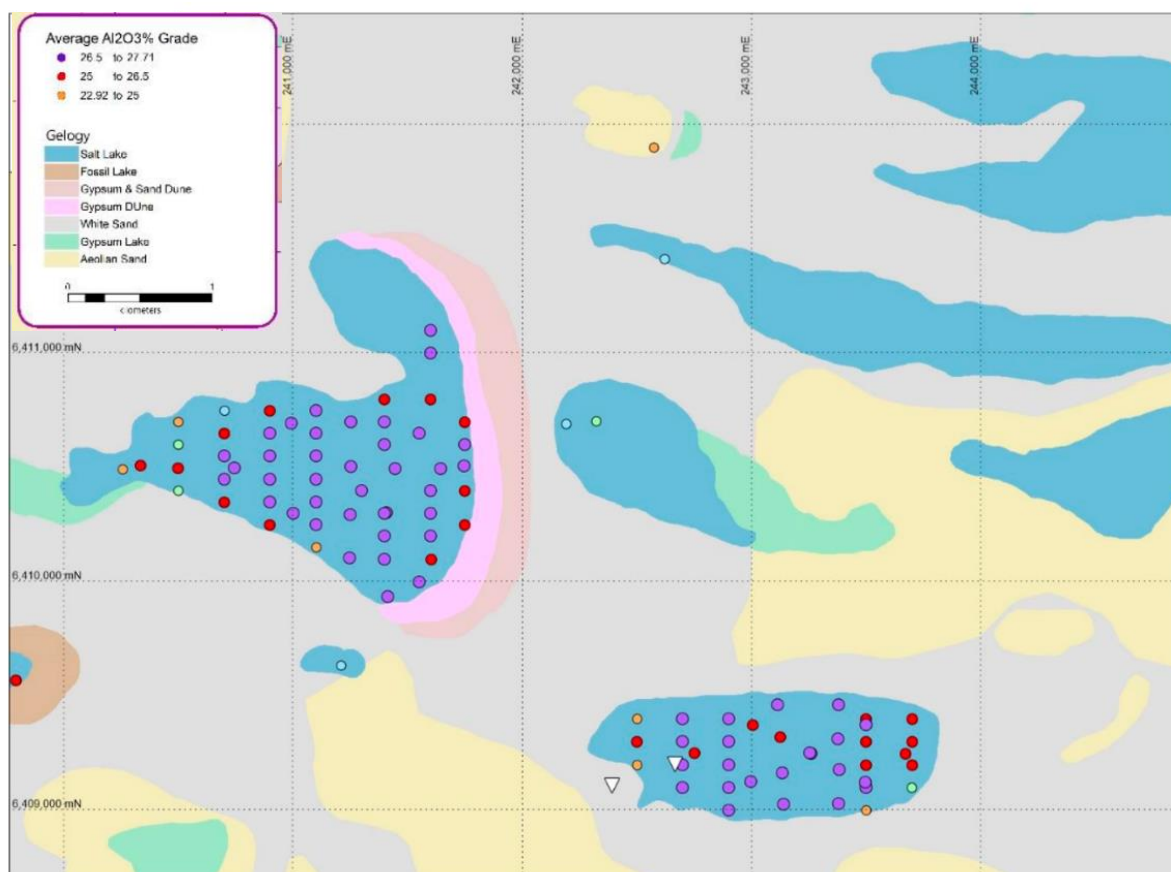 Average Al2O3% Grade
26.5 to 27.71
25 to 26.5
22.92 to 25
Gelogy
Salt Lake
Fossil Lake
Gypsum & Sand Dune
Gypsum DUne
White Sand
Gypsum Lake
Aeolian Sand
0 1
cilometers
241,000 mE
242,000 mE
243,000 mE
244,000 mE
6,411,000 mN
6,410,000 mN
6,409,000 mN